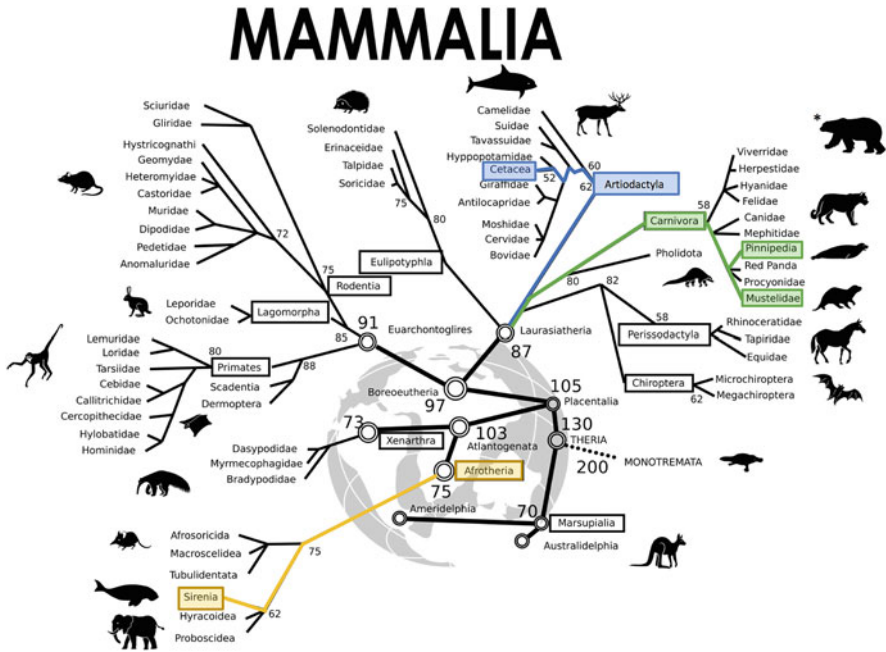 MAMMALIA
Sciuridae
Gliridae
Hystricognathi
Geomydae
Heteromyidae
Castoridae
Muridae
Dipodidae
Pedetidae
Anomaluridae
72
75
Rodentia
Leporidae
Ochotonidae
Lagomorpha
91
Euarchontoglires
85
Lemuridae
Loridae
Tarsiidae
Cebidae
Callitrichidae
Cercopithecidae
Hylobatidae
Hominidae
80
Primates
Scadentia
Dermoptera
88
Solenodontidae
Erinaceidae
Talpidae
Soricidae
75
80
Eulipotyphla
Camelidae
Suidae
Tavassuidae
Hyppopotamidae
Cetacea
Giraffidae
Antilocapridae
Moshidae
Cervidae
Bovidae
52
60
62
Artiodactyla
*
Viverridae
Herpestidae
Hyanidae
Felidae
Canidae
Mephitidae
Pinnipedia
Red Panda
Procyonidae
Mustelidae
58
Carnivora
Pholidota
80
82
58
Perissodactyla
Rhinoceratidae
Tapiridae
Equidae
Chiroptera
62
Microchiroptera
Megachiroptera
Laurasiatheria
87
Boreoeutheria
97
105
Placentalia
130
THERIA
200
MONOTREMATA
73
Xenarthra
103
Atlantogenata
Dasypodidae
Myrmecophagidae
Bradypodidae
75
Afrotheria
Ameridelphia
70
Marsupialia
Australidelphia
Afrosoricida
Macroscelidea
Tubulidentata
75
Sirenia
Hyracoidea
Proboscidea
62